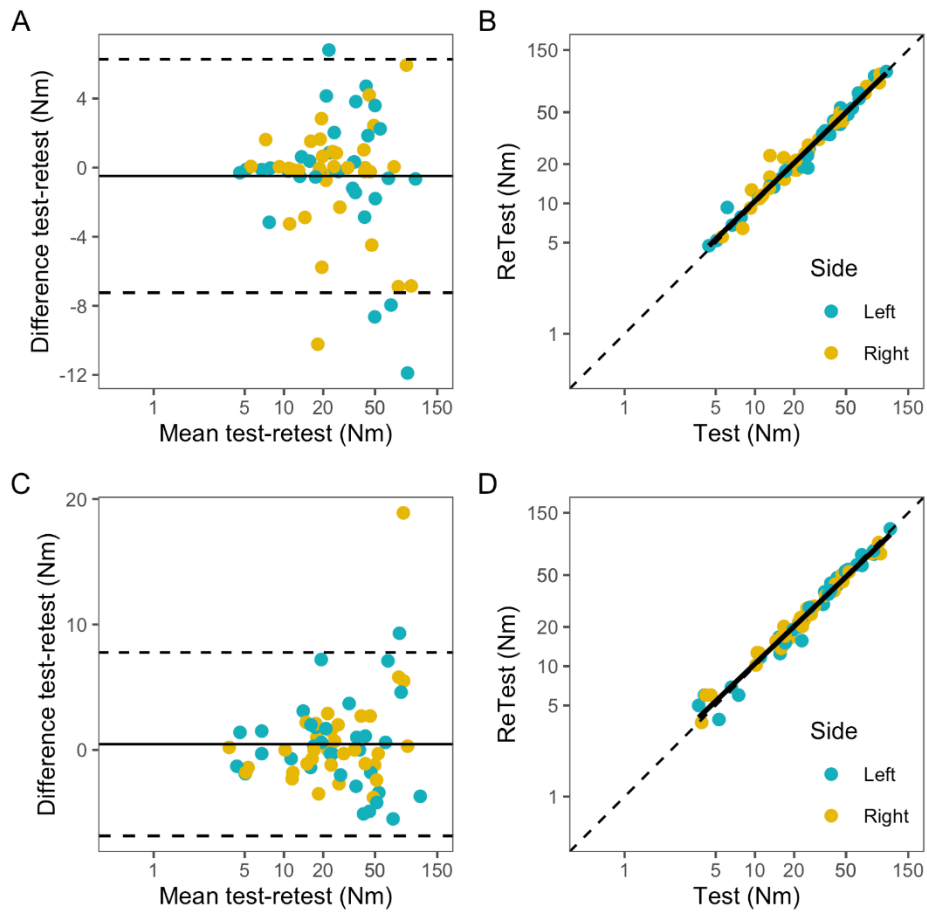 A
Difference test-retest (Nm)
4
0
-4
-8
-12
1 5 10 20 50 150
Mean test-retest (Nm)
B
ReTest (Nm)
150
50
20
10
5
1
Side
Left
Right
1 5 10 20 50 150
Test (Nm)
C
Difference test-retest (Nm)
20
10
0
1 5 10 20 50 150
Mean test-retest (Nm)
D
ReTest (Nm)
150
50
20
10
5
1
Side
Left
Right
1 5 10 20 50 150
Test (Nm)